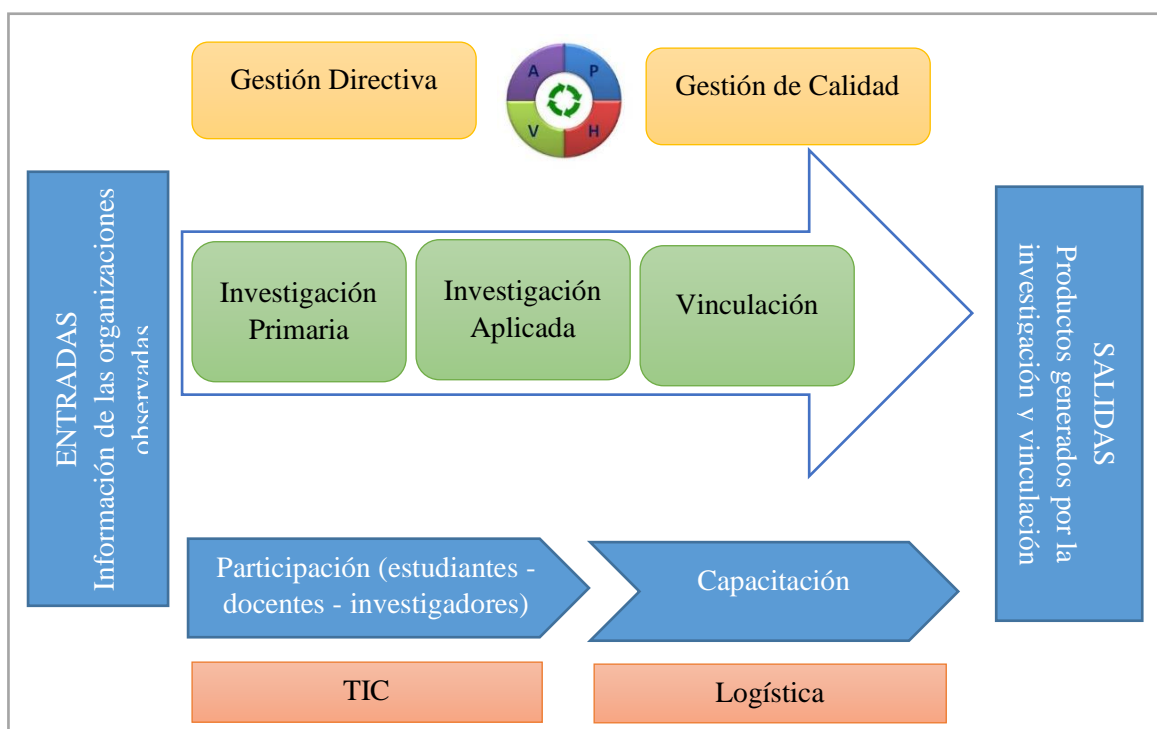 Gestión Directiva
A
P
V
H
Gestión de Calidad
ENTRADAS
Información de las organizaciones
observadas
Investigación
Primaria
Investigación
Aplicada
Vinculación
SALIDAS
Productos generados por la
investigación y vinculación
Participación (estudiantes -
docentes - investigadores)
Capacitación
TIC
Logística